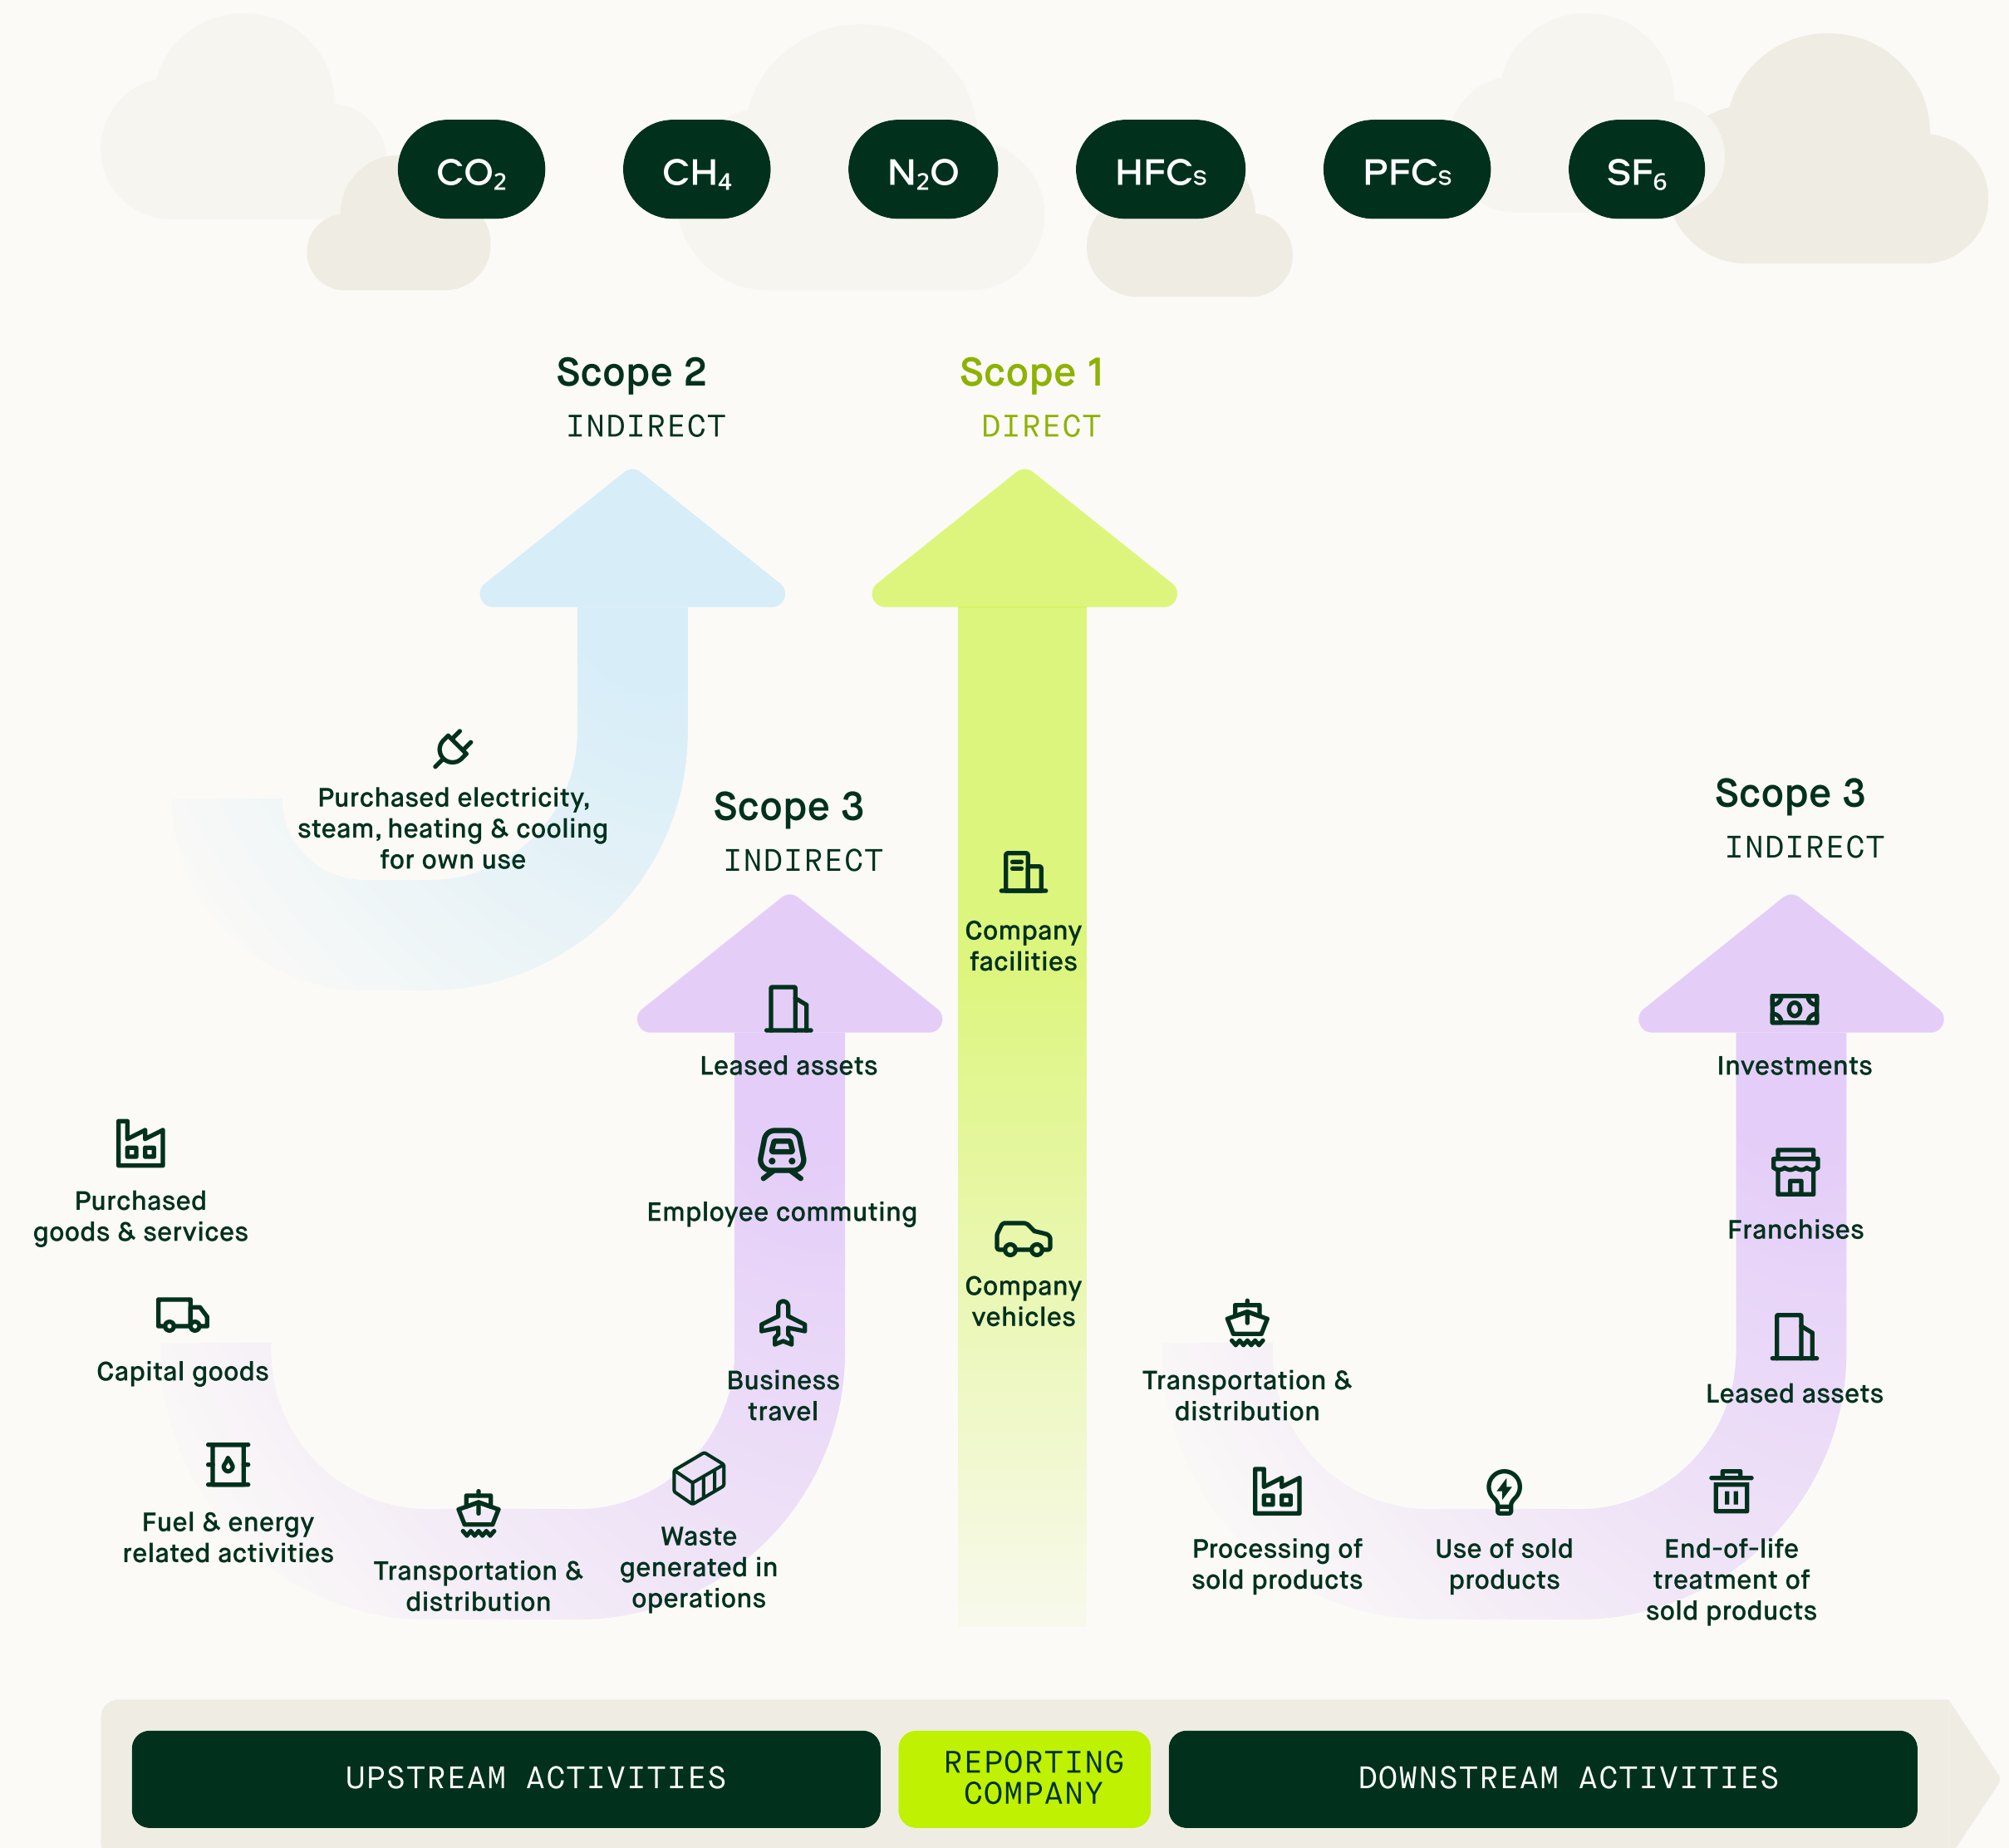 CO₂
CH₄
N₂O
HFCs
PFCs
SF₆
Scope 2
INDIRECT
Scope 1
DIRECT
Purchased electricity,
steam, heating & cooling
for own use
Scope 3
INDIRECT
Leased assets
Employee commuting
Business
travel
Purchased
goods & services
Capital goods
Fuel & energy
related activities
Transportation &
distribution
Waste
generated in
operations
Company
facilities
Company
vehicles
Scope 3
INDIRECT
Investments
Franchises
Leased assets
Transportation &
distribution
Processing of
sold products
Use of sold
products
End-of-life
treatment of
sold products
UPSTREAM ACTIVITIES
REPORTING
COMPANY
DOWNSTREAM ACTIVITIES